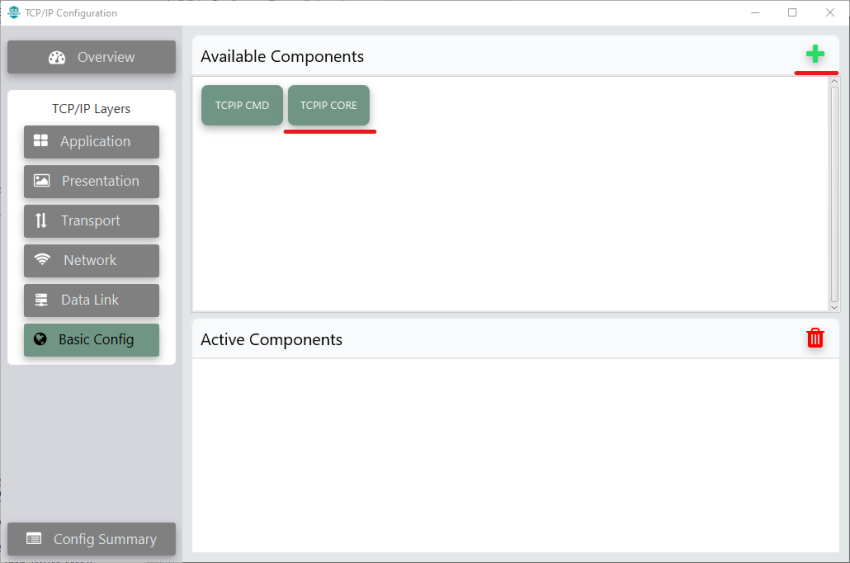 TCP/IP Configuration
Overview
TCP/IP Layers
Application
Presentation
Transport
Network
Data Link
Basic Config
Config Summary
Available Components
TCPIP CMD
TCPIP CORE
Active Components